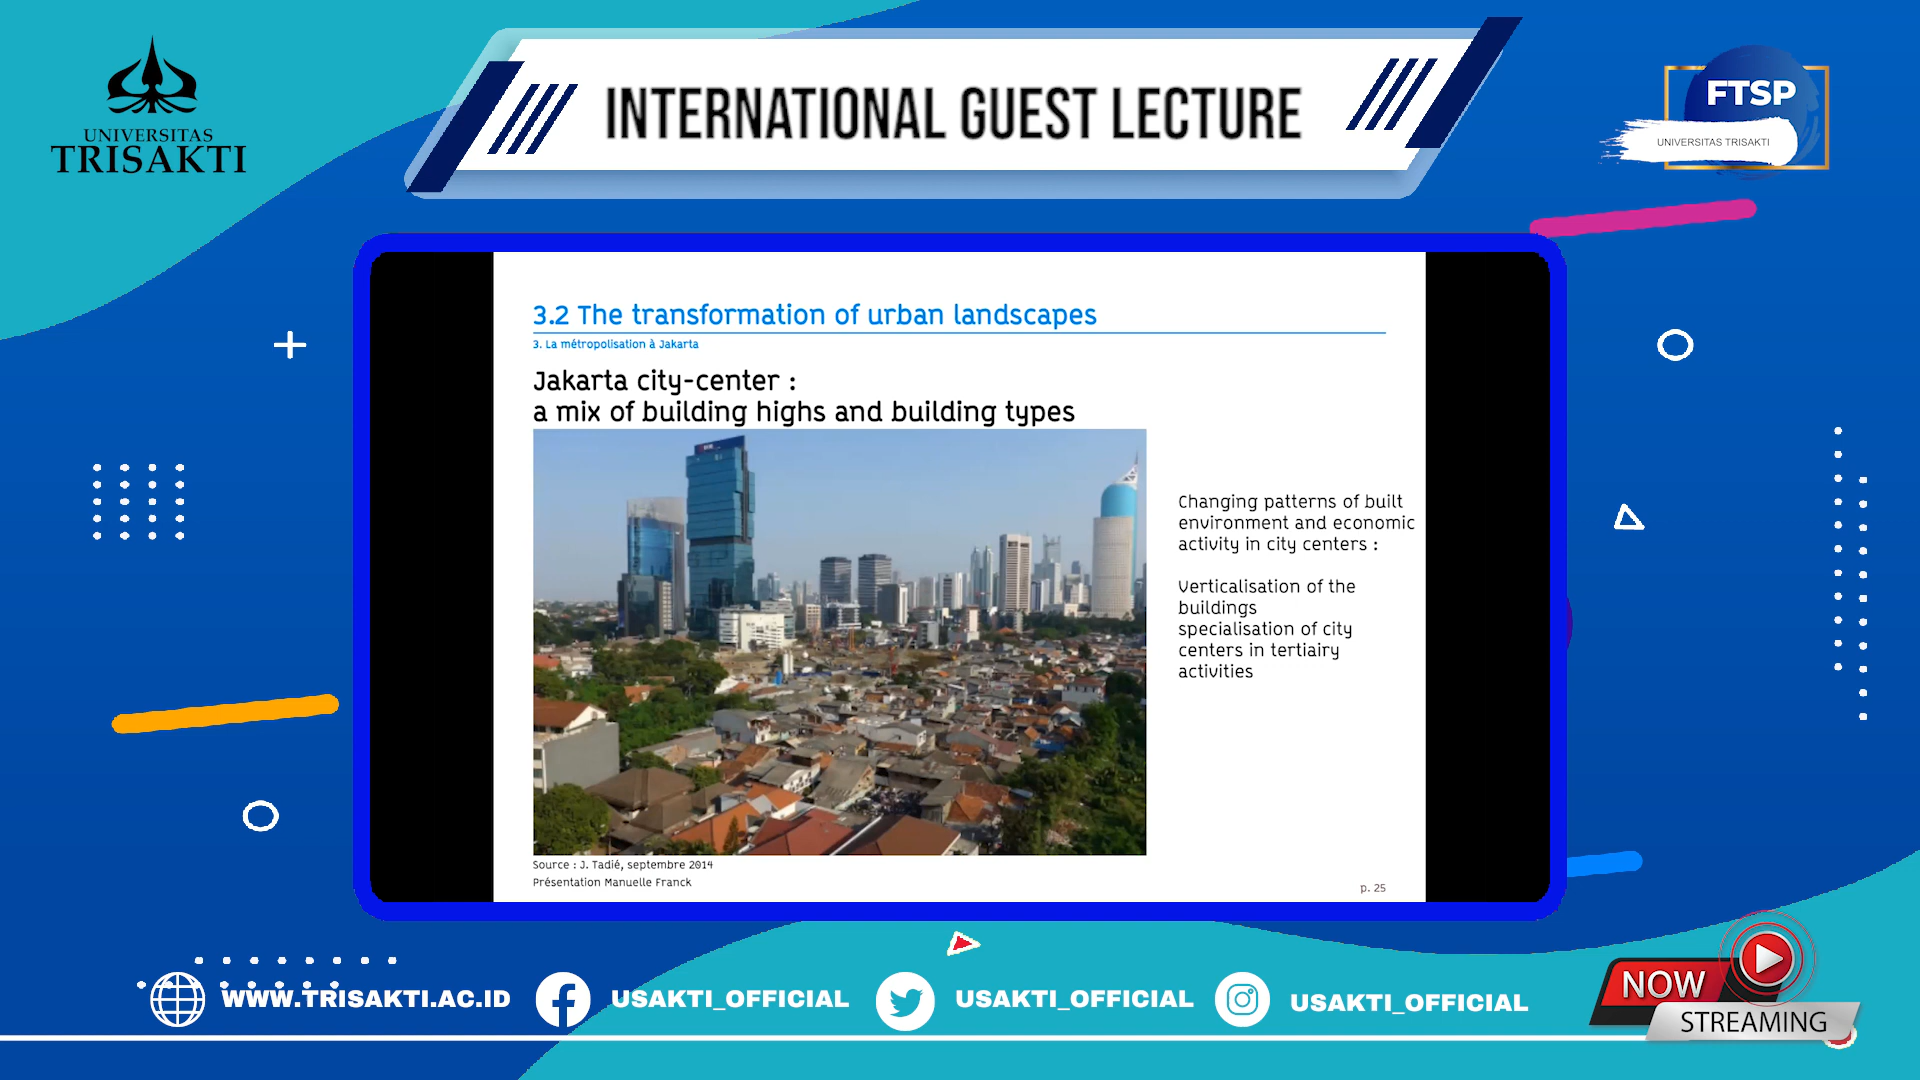 UNIVERSITAS
TRISAKTI
INTERNATIONAL GUEST LECTURE
FTSP
UNIVERSITAS TRISAKTI
3.2 The transformation of urban landscapes
3. La métropolisation à Jakarta
Jakarta city-center :
a mix of building highs and building types
Changing patterns of built
environment and economic
activity in city centers :
Verticalisation of the
buildings
specialisation of city
centers in tertiairy
activities
Source : J. Tadié, septembre 2014
Présentation Manuelle Franck
p. 25
WWW.TRISAKTI.AC.ID
USAKTI_OFFICIAL
USAKTI_OFFICIAL
USAKTI_OFFICIAL
NOW
STREAMING